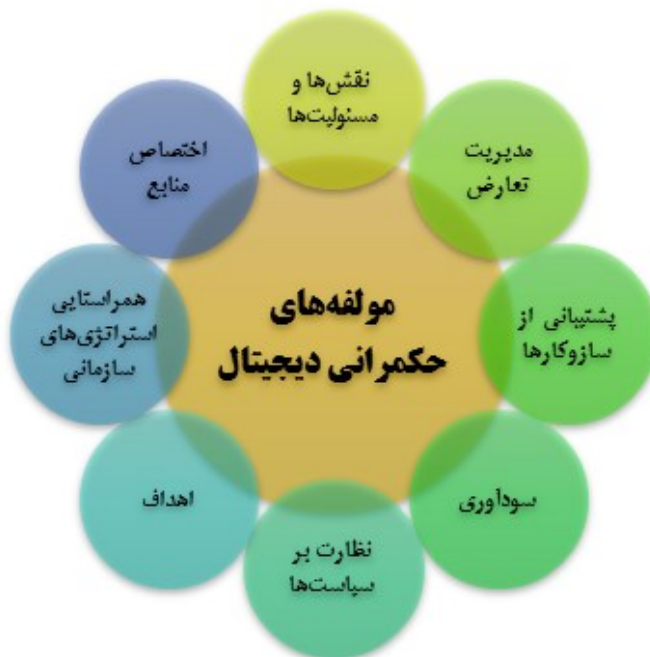 مولفه‌های
حکمرانی دیجیتال
نقش‌ها و
مسئولیت‌ها
مدیریت
تعارض
پشتیبانی از
سازوکارها
سودآوری
نظارت بر
سیاست‌ها
اهداف
همراستایی
استراتژی‌های
سازمانی
اختصاص
منابع